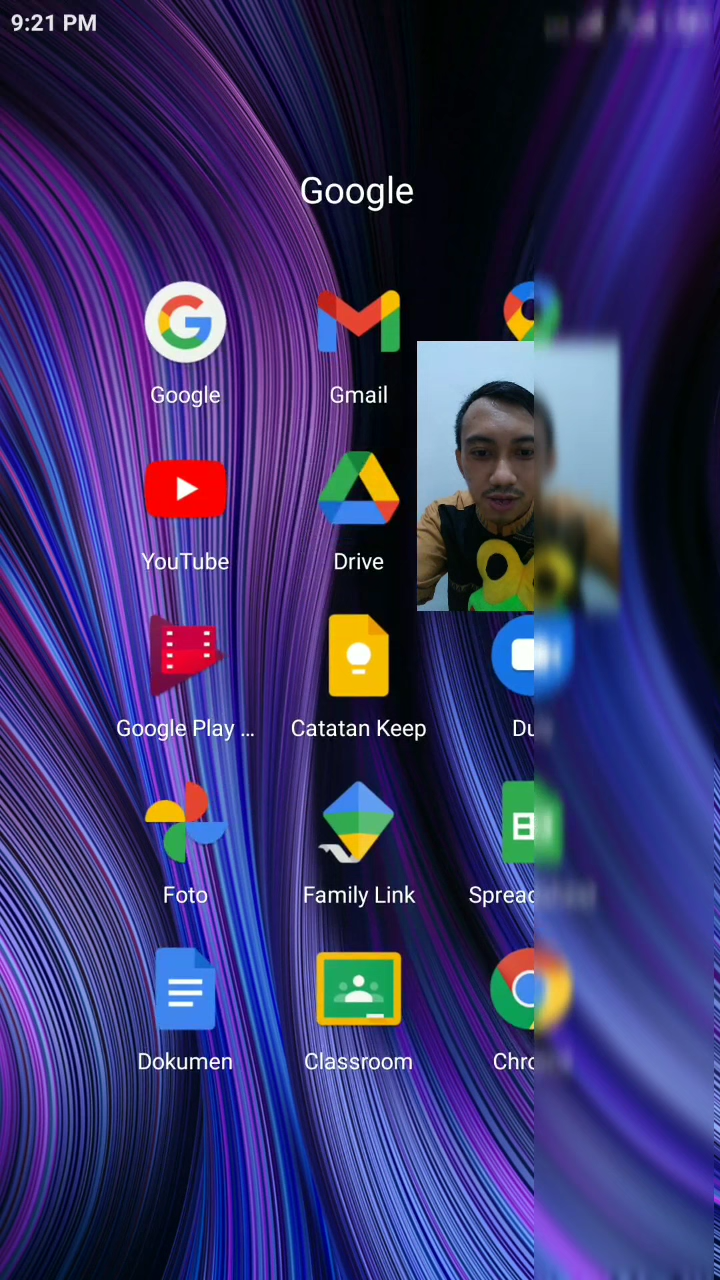 9:21 PM
Google
Google Gmail
YouTube Drive
Google Play ... Catatan Keep
Foto Family Link
Dokumen Classroom